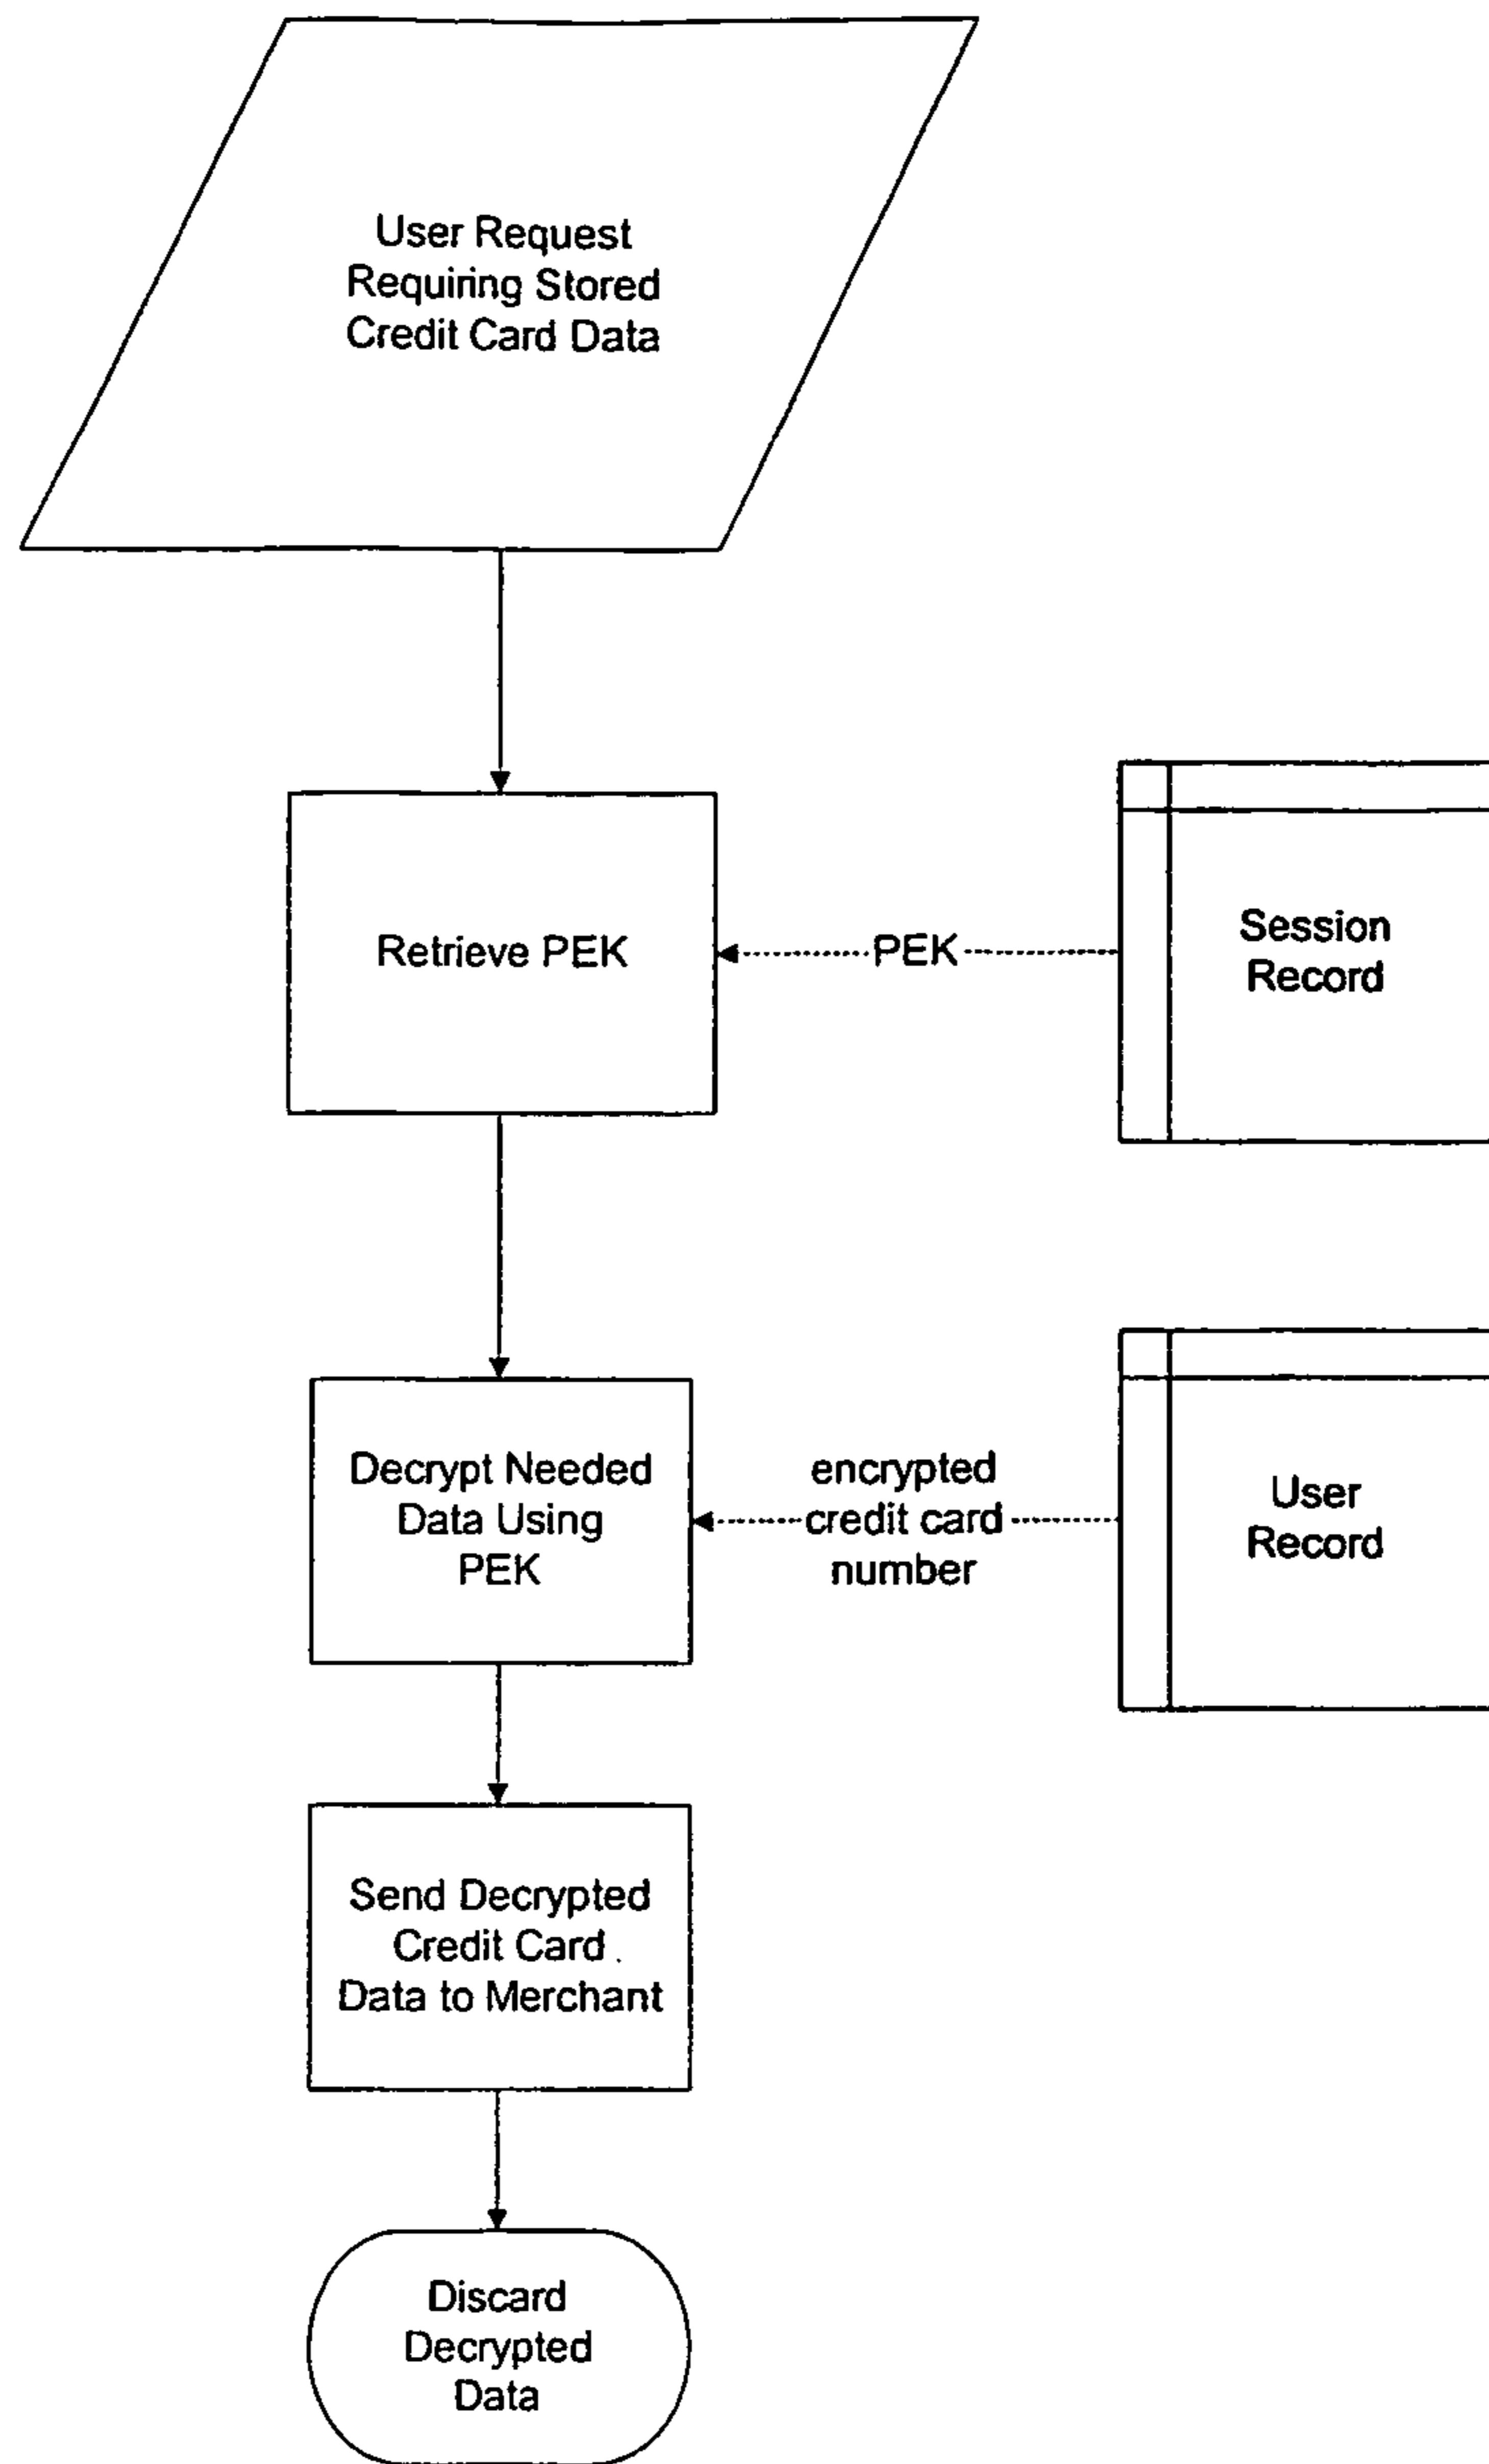 User Request
Requiring Stored
Credit Card Data
Retrieve PEK
PEK
Session
Record
Decrypt Needed
Data Using
PEK
encrypted
credit card
number
User
Record
Send Decrypted
Credit Card
Data to Merchant
Discard
Decrypted
Data